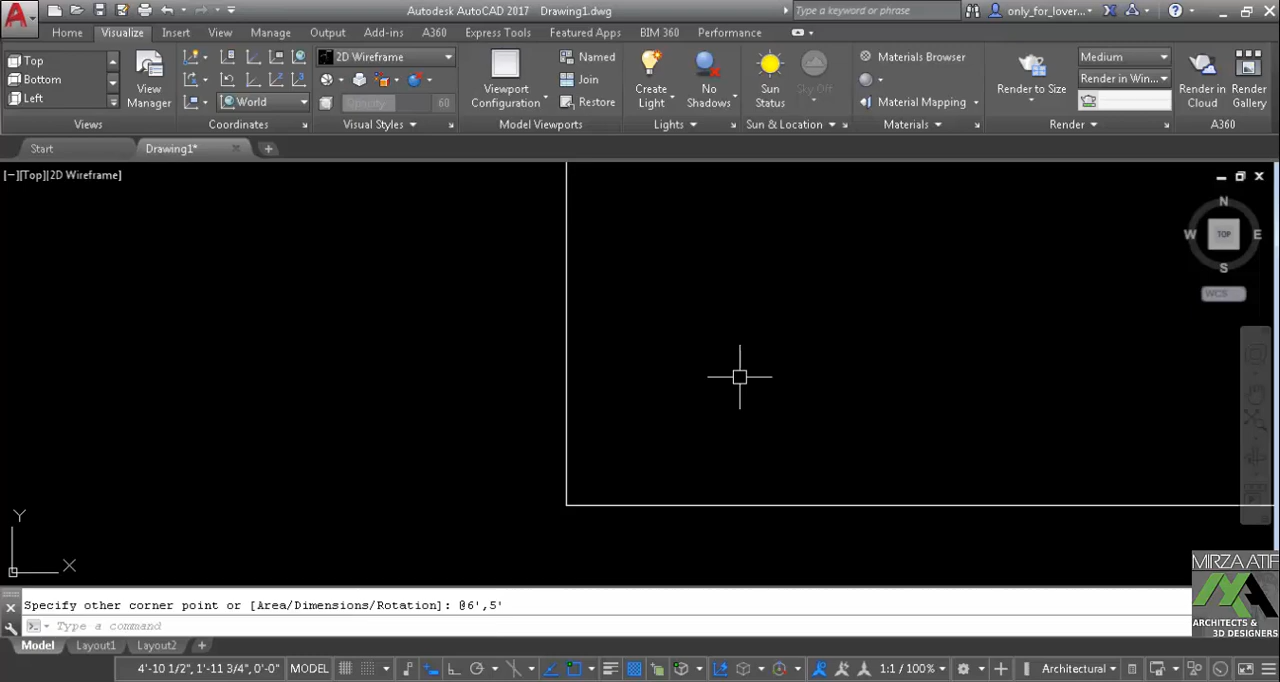 Autodesk AutoCAD 2017 Drawing1.dwg
Type a keyword or phrase
only_for_lover...
Home Visualize Insert View Manage Output Add-ins A360 Express Tools Featured Apps BIM 360 Performance
Top
Bottom
Left
View
Manager
World
2D Wireframe
Opacity 60
Viewport
Configuration
Named
Join
Restore
Create
Light
No
Shadows
Sun
Status
Sky Off
Materials Browser
Material Mapping
Render to Size
Medium
Render in Win...
Render in
Cloud
Render
Gallery
Views Coordinates Visual Styles Model Viewports Lights Sun & Location Materials Render A360
Start Drawing1*
[−][Top][2D Wireframe]
N
W TOP E
S
WCS
Y
X
MIRZA ATIF
MA
ARCHITECTS &
3D DESIGNERS
Specify other corner point or [Area/Dimensions/Rotation]: @6',5'
Type a command
Model Layout1 Layout2
4'-10 1/2", 1'-11 3/4", 0'-0" MODEL 1:1 / 100% Architectural